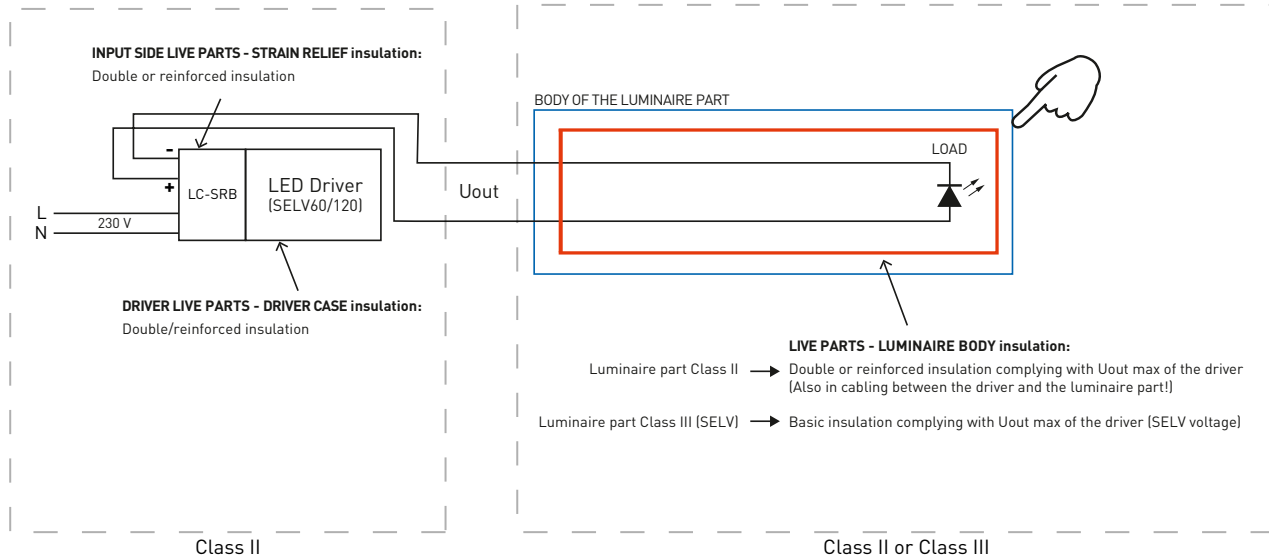 INPUT SIDE LIVE PARTS - STRAIN RELIEF insulation:
Double or reinforced insulation
-
+
LC-SRB
LED Driver
(SELV60/120)
L
N
230 V
DRIVER LIVE PARTS - DRIVER CASE insulation:
Double/reinforced insulation
Class II
Uout
BODY OF THE LUMINAIRE PART
LOAD
LIVE PARTS - LUMINAIRE BODY insulation:
Luminaire part Class II
Double or reinforced insulation complying with Uout max of the driver
(Also in cabling between the driver and the luminaire part!)
Luminaire part Class III (SELV)
Basic insulation complying with Uout max of the driver (SELV voltage)
Class II or Class III